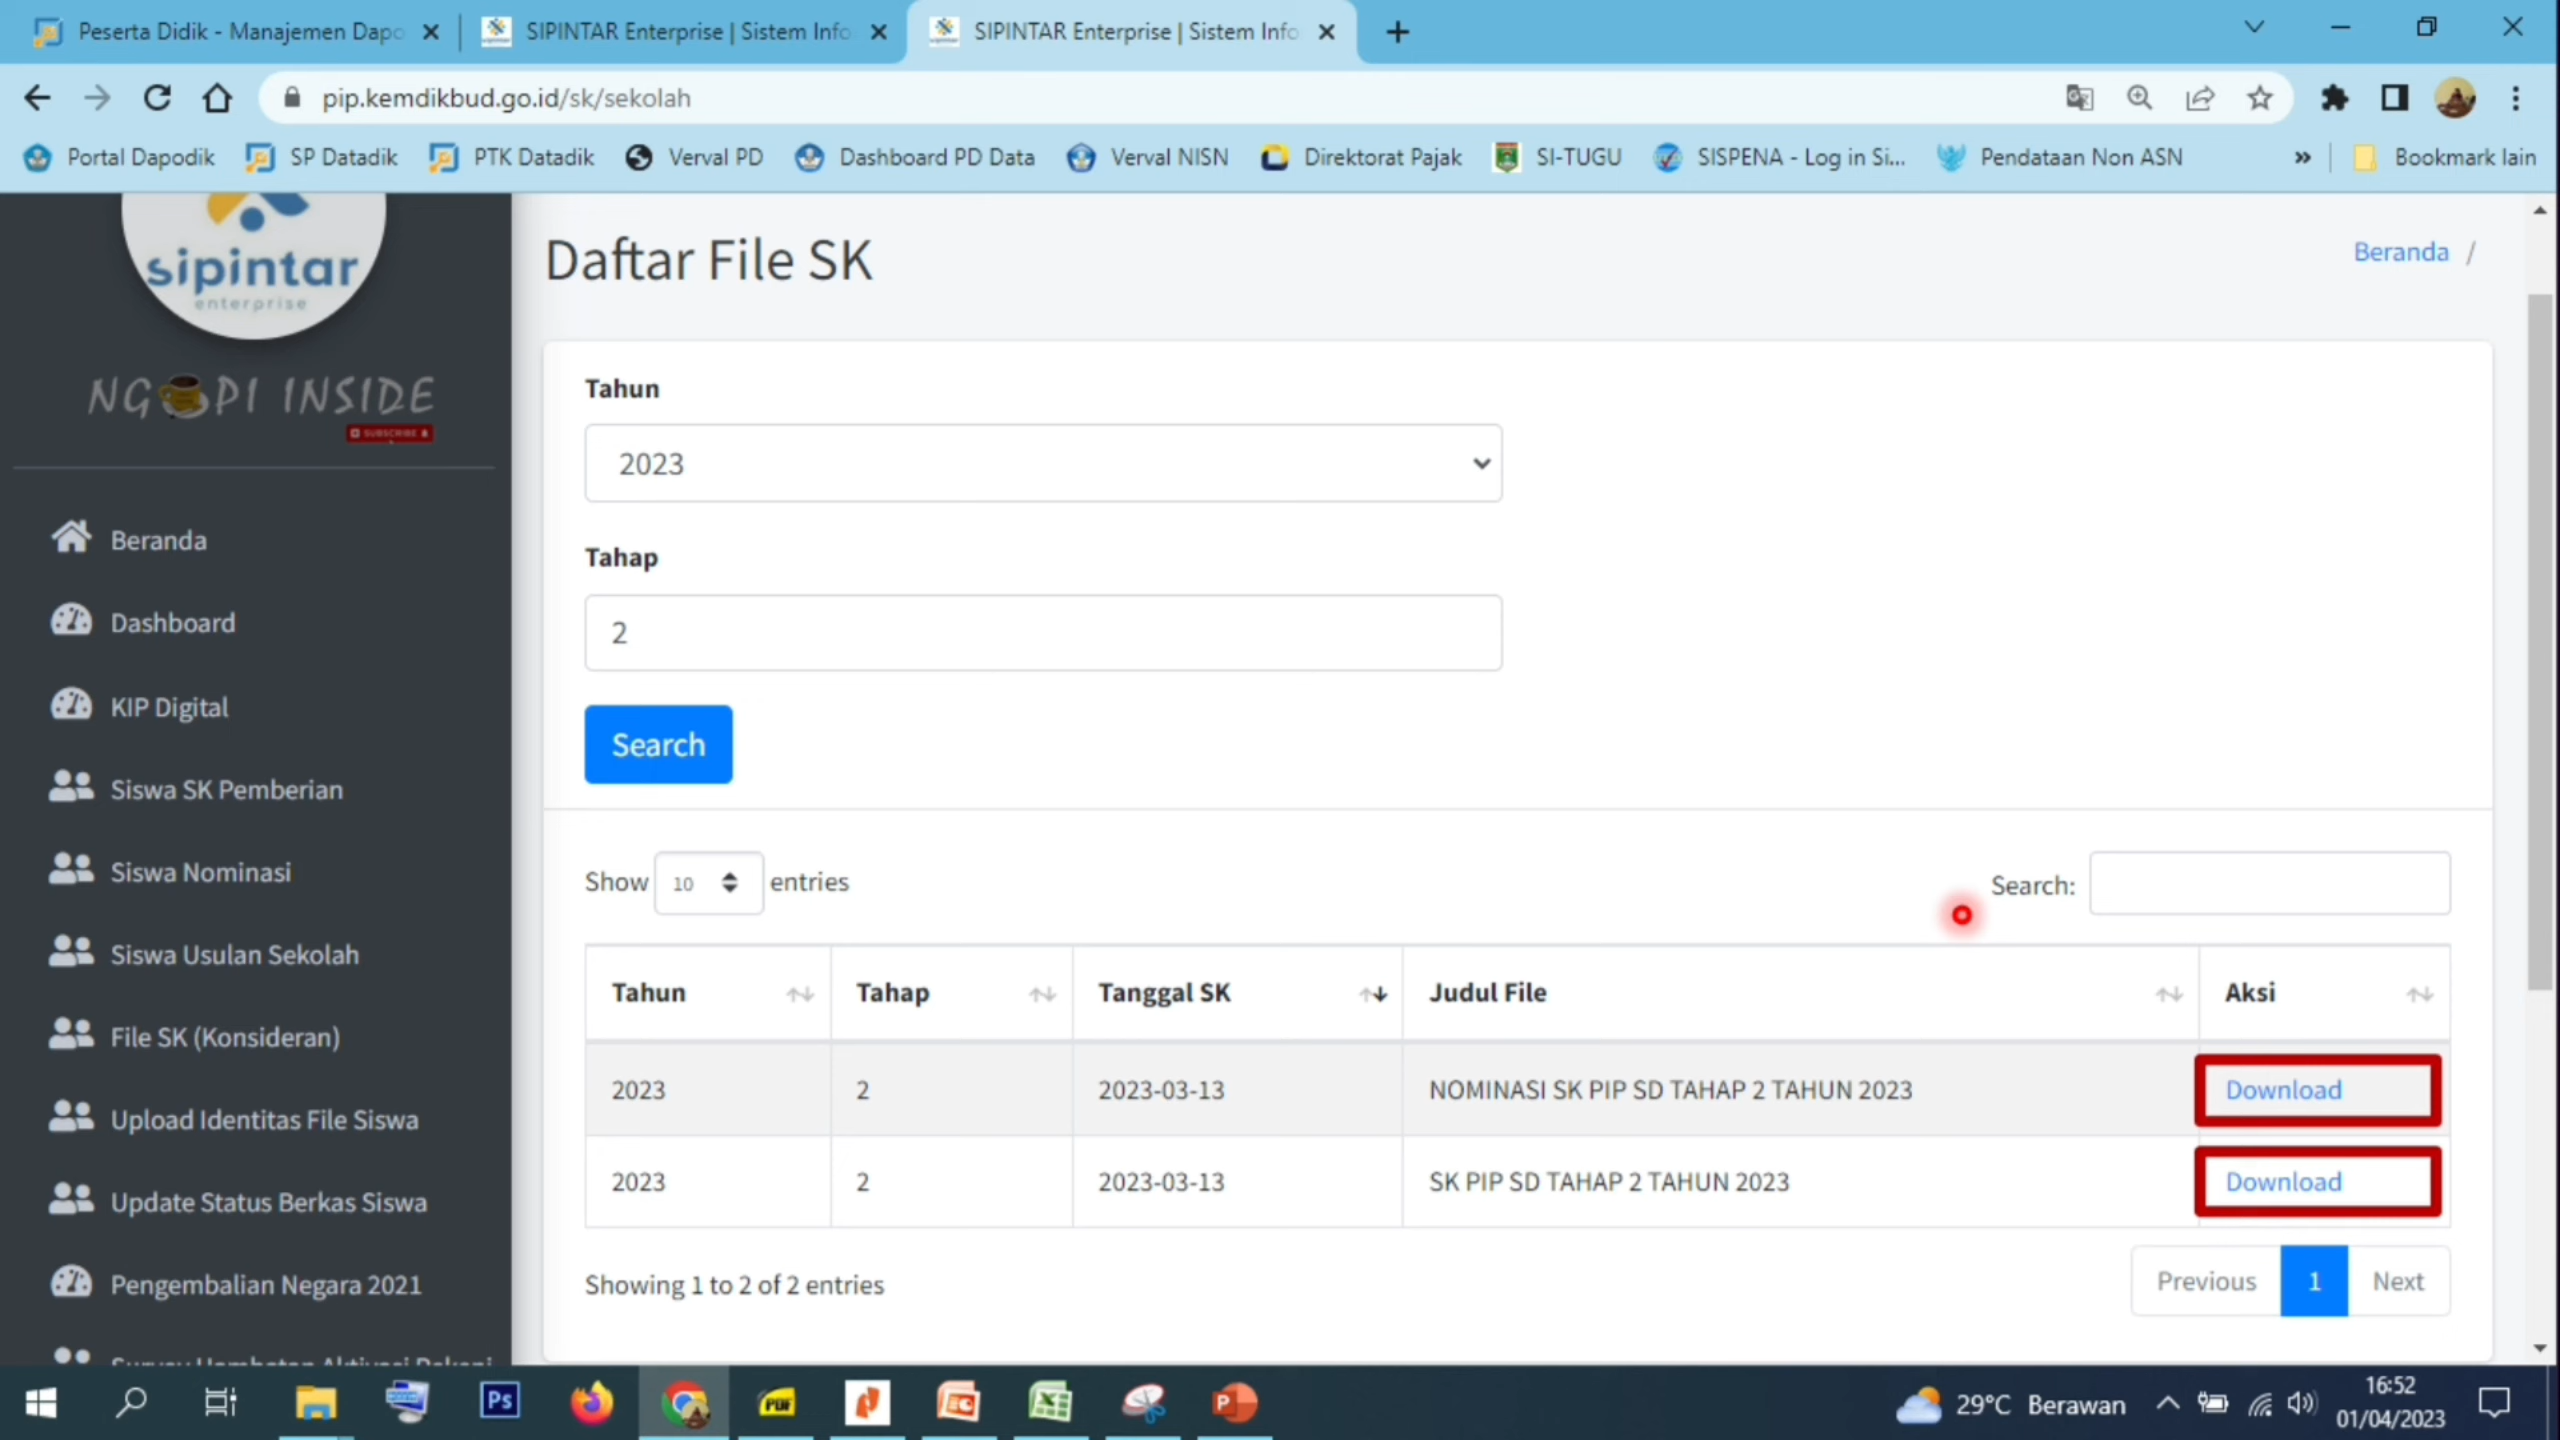 Peserta Didik - Manajemen Dapo
SIPINTAR Enterprise | Sistem Info
SIPINTAR Enterprise | Sistem Info
pip.kemdikbud.go.id/sk/sekolah
Portal Dapodik
SP Datadik
PTK Datadik
Verval PD
Dashboard PD Data
Verval NISN
Direktorat Pajak
SI-TUGU
SISPENA - Log in Si...
Pendataan Non ASN
»
Bookmark lain
sipintar
enterprise
NGOPI INSIDE
SUBSCRIBE
Beranda
Dashboard
KIP Digital
Siswa SK Pemberian
Siswa Nominasi
Siswa Usulan Sekolah
File SK (Konsideran)
Upload Identitas File Siswa
Update Status Berkas Siswa
Pengembalian Negara 2021
Daftar File SK
Beranda /
Tahun
2023
Tahap
2
Search
Show 10 entries
Search:
Tahun Tahap Tanggal SK Judul File Aksi
2023 2 2023-03-13 NOMINASI SK PIP SD TAHAP 2 TAHUN 2023 Download
2023 2 2023-03-13 SK PIP SD TAHAP 2 TAHUN 2023 Download
Showing 1 to 2 of 2 entries
Previous 1 Next
Ps
PDF
29°C Berawan
16:52
01/04/2023